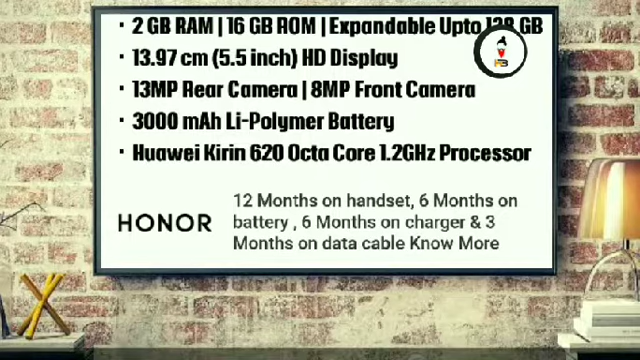 · 2 GB RAM | 16 GB ROM | Expandable Upto 128 GB
· 13.97 cm (5.5 inch) HD Display
· 13MP Rear Camera | 8MP Front Camera
· 3000 mAh Li-Polymer Battery
· Huawei Kirin 620 Octa Core 1.2GHz Processor
HONOR
12 Months on handset, 6 Months on
battery , 6 Months on charger & 3
Months on data cable Know More